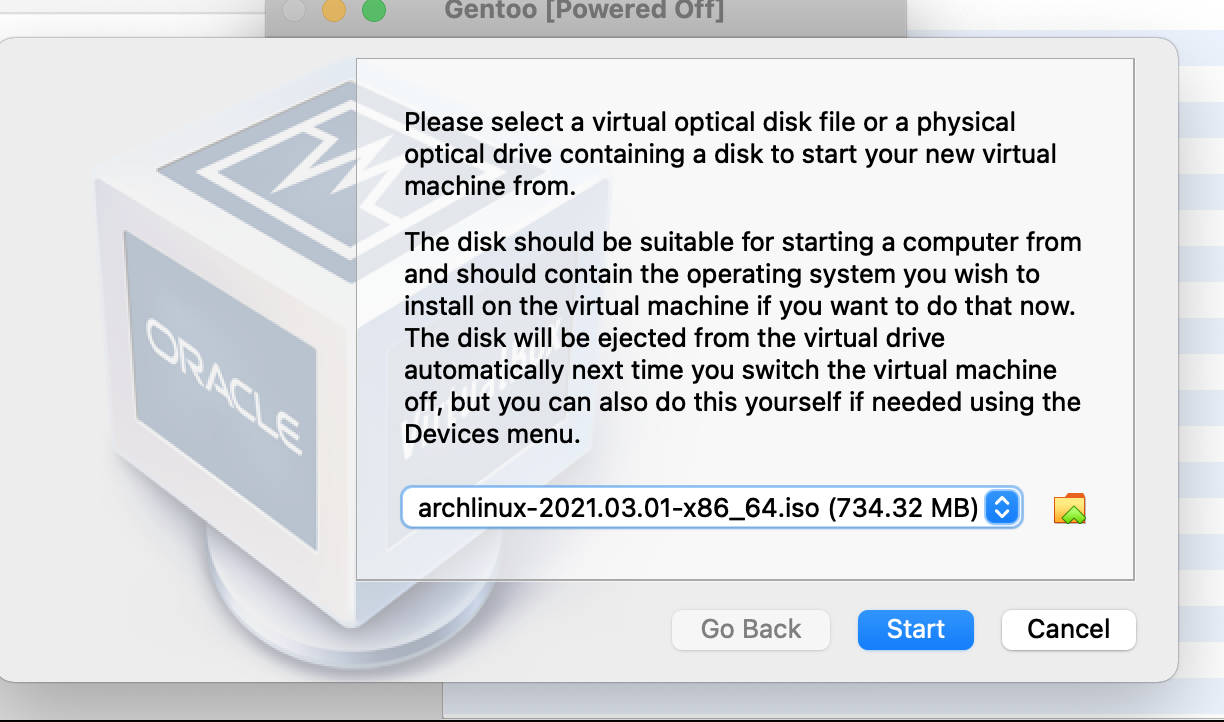 Gentoo [Powered Off]
Please select a virtual optical disk file or a physical
optical drive containing a disk to start your new virtual
machine from.
The disk should be suitable for starting a computer from
and should contain the operating system you wish to
install on the virtual machine if you want to do that now.
The disk will be ejected from the virtual drive
automatically next time you switch the virtual machine
off, but you can also do this yourself if needed using the
Devices menu.
ORACLE
archlinux-2021.03.01-x86_64.iso (734.32 MB)
Go Back
Start
Cancel